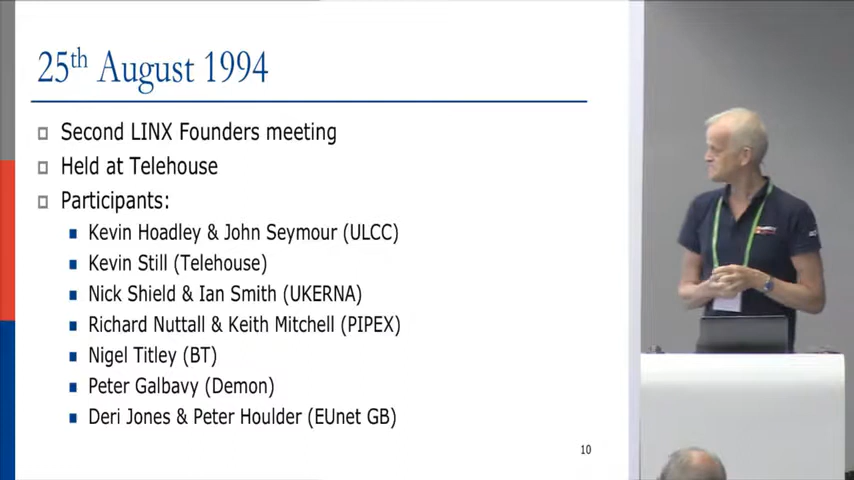 25th August 1994
Second LINX Founders meeting
Held at Telehouse
Participants:
Kevin Hoadley & John Seymour (ULCC)
Kevin Still (Telehouse)
Nick Shield & Ian Smith (UKERNA)
Richard Nuttall & Keith Mitchell (PIPEX)
Nigel Titley (BT)
Peter Galbavy (Demon)
Deri Jones & Peter Houlder (EUnet GB)
10